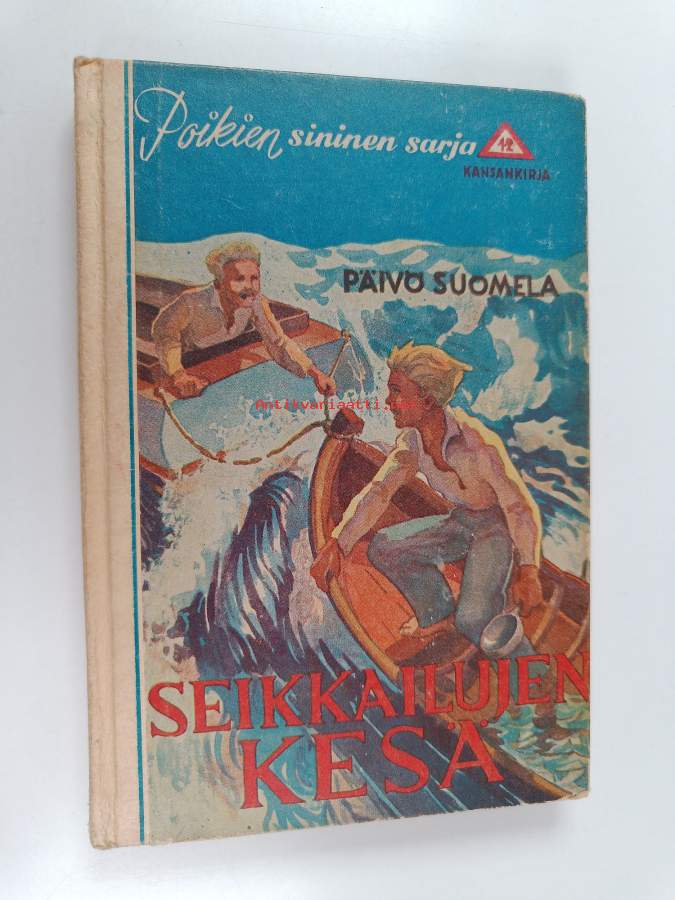 Poikien sininen sarja 12
KANSANKIRJA
PÄIVÖ SUOMELA
Antikvariaatti.net
SEIKKAILUJEN
KESÄ